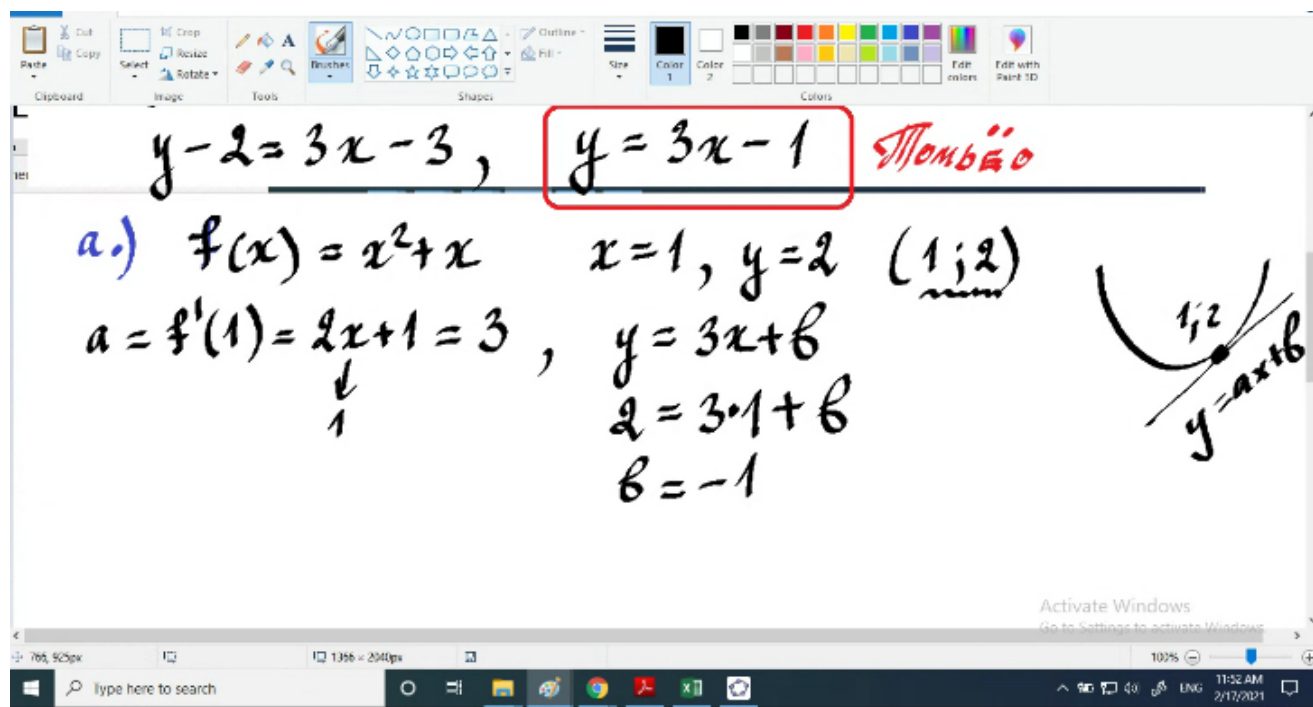 Cut
Copy
Paste
Clipboard
Select
Crop
Resize
Rotate
Image
Tools
Brushes
Shapes
Outline
Fill
Size
Color 1
Color 2
Colors
Edit colors
Edit with Paint 3D
y-2=3x-3, y=3x-1 Томьёо
a.) f(x)=x²+x x=1, y=2 (1;2)
a=f'(1)=2x+1=3, y=3x+в
1
2=3·1+в
в=-1
1;2
y=ax+в
Activate Windows
Go to Settings to activate Windows.
766, 925px 1366 × 2040px 100%
Type here to search
ENG
11:52 AM
2/17/2021